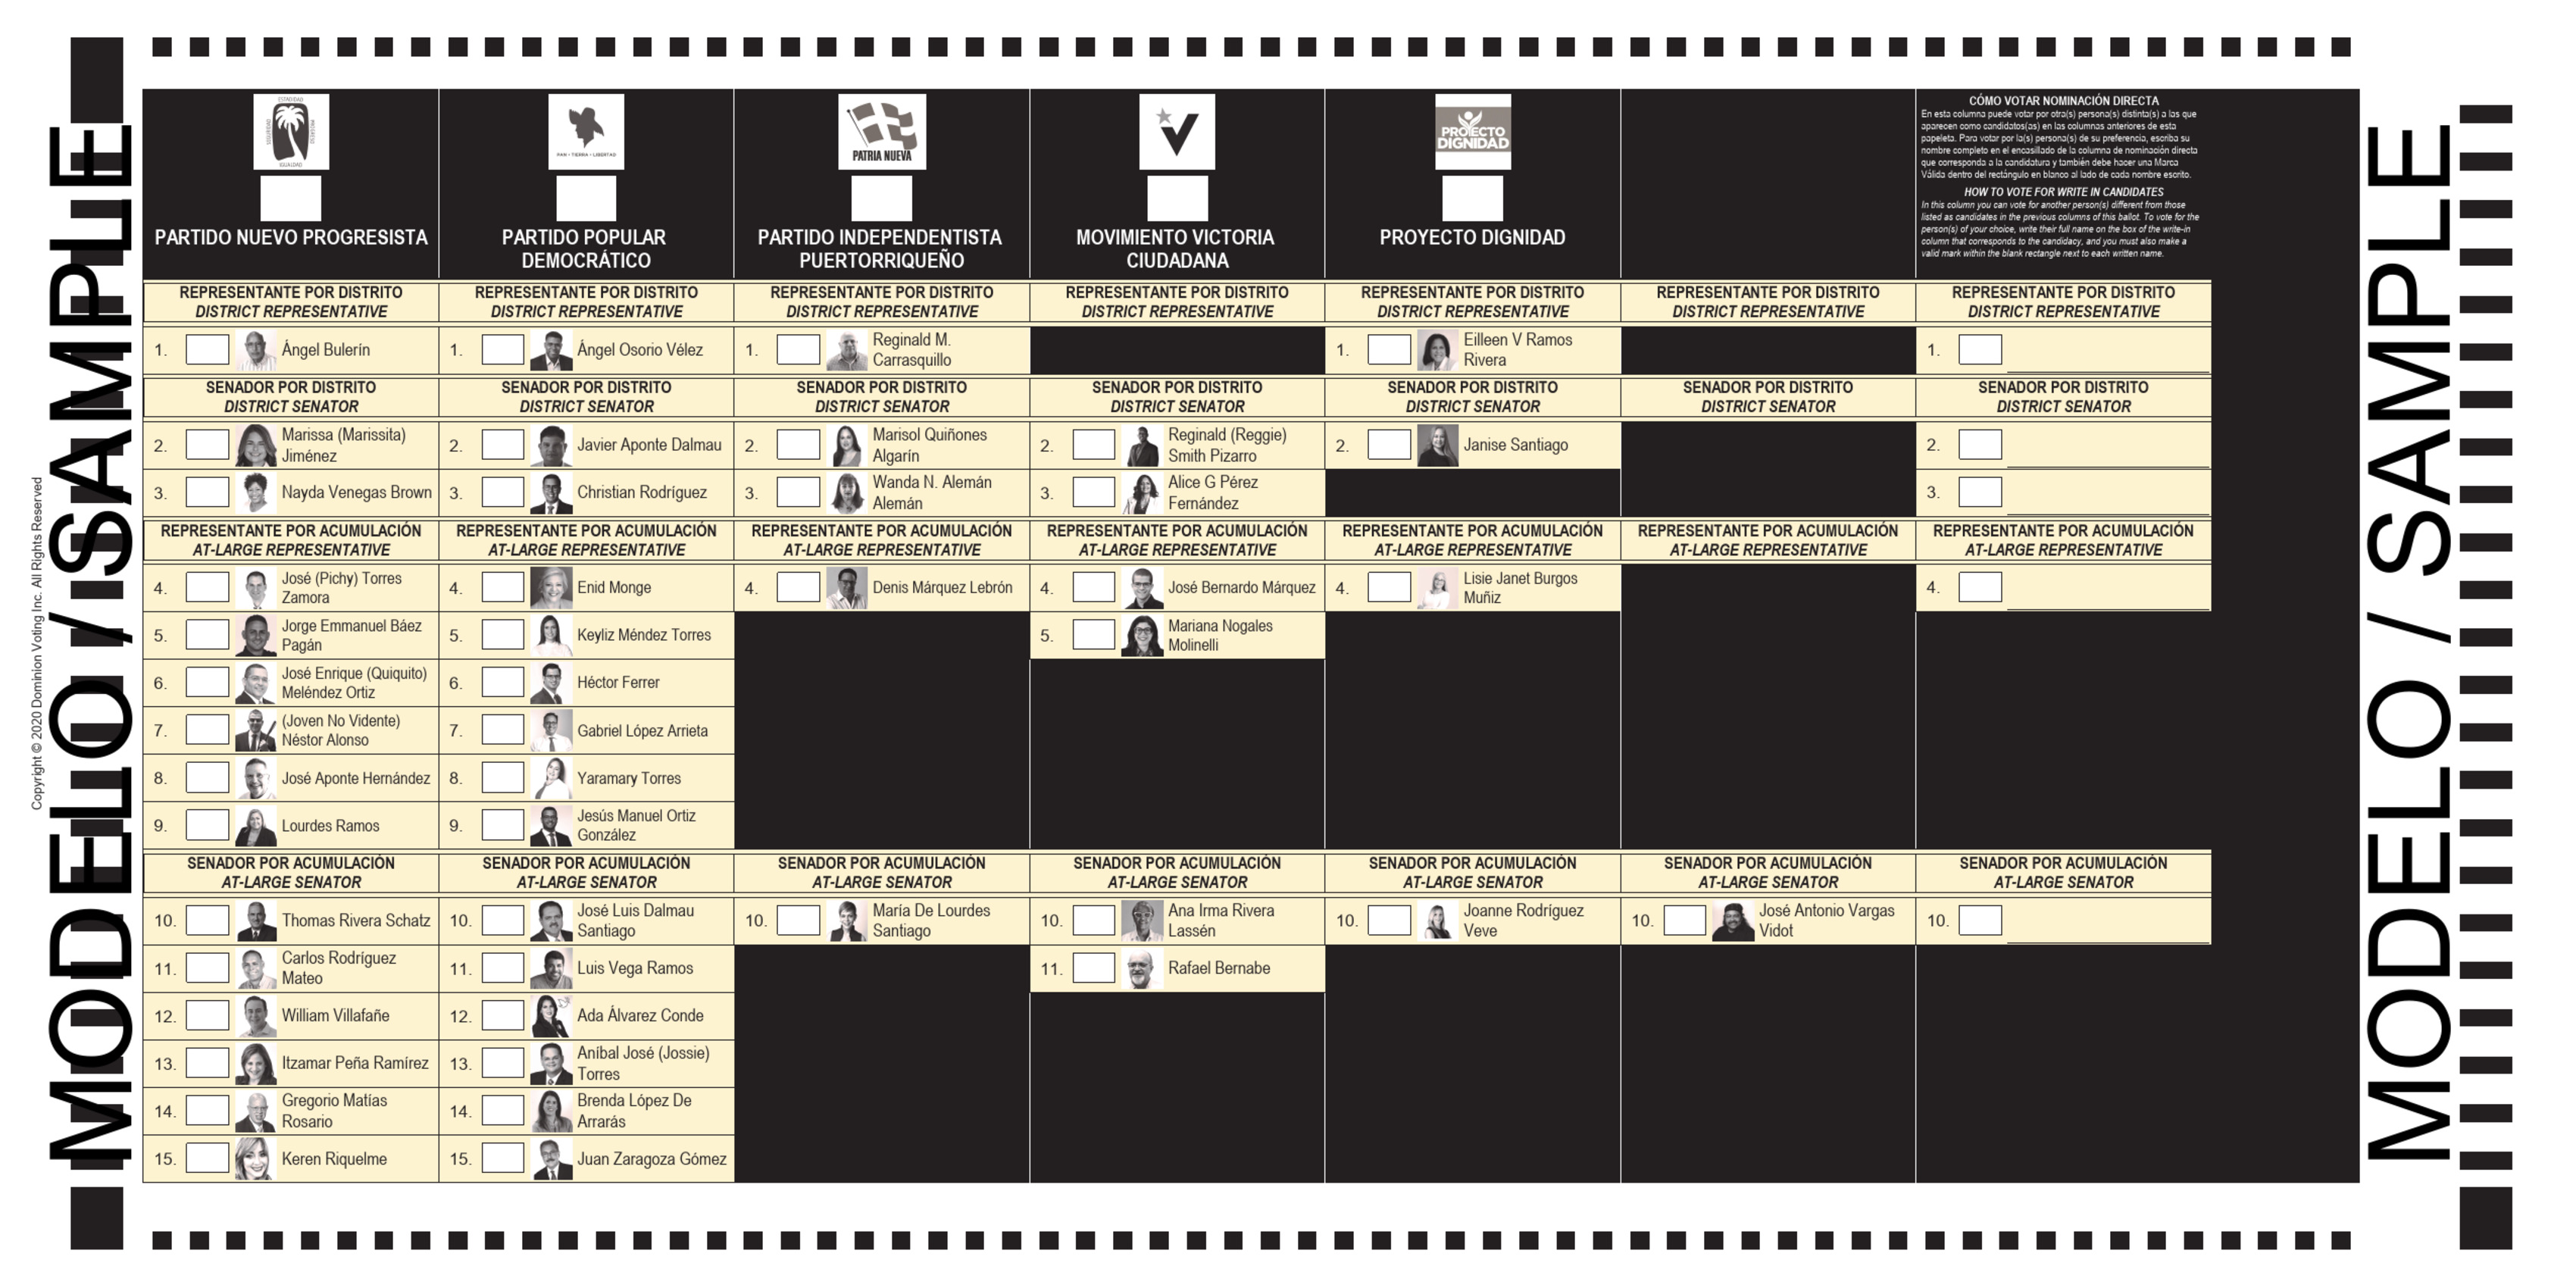 MODELO / SAMPLE
Copyright © 2020 Dominion Voting Inc. All Rights Reserved
ESTADIDAD
PROGRESO
IGUALDAD
PARTIDO NUEVO PROGRESISTA
PAN • TIERRA • LIBERTAD
PARTIDO POPULAR
DEMOCRÁTICO
PATRIA NUEVA
PARTIDO INDEPENDENTISTA
PUERTORRIQUEÑO
MOVIMIENTO VICTORIA
CIUDADANA
PROYECTO
DIGNIDAD
PROYECTO DIGNIDAD
CÓMO VOTAR NOMINACIÓN DIRECTA
En esta columna puede votar por otra(s) persona(s) distinta(s) a las que
aparecen como candidatos(as) en las columnas anteriores de esta
papeleta. Para votar por la(s) persona(s) de su preferencia, escriba su
nombre completo en el encasillado de la columna de nominación directa
que corresponda a la candidatura y también debe hacer una Marca
Válida dentro del rectángulo en blanco al lado de cada nombre escrito.
HOW TO VOTE FOR WRITE IN CANDIDATES
In this column you can vote for another person(s) different from those
listed as candidates in the previous columns of this ballot. To vote for the
person(s) of your choice, write their full name on the box of the write-in
column that corresponds to the candidacy, and you must also make a
valid mark within the blank rectangle next to each written name.
REPRESENTANTE POR DISTRITO
DISTRICT REPRESENTATIVE
REPRESENTANTE POR DISTRITO
DISTRICT REPRESENTATIVE
REPRESENTANTE POR DISTRITO
DISTRICT REPRESENTATIVE
REPRESENTANTE POR DISTRITO
DISTRICT REPRESENTATIVE
REPRESENTANTE POR DISTRITO
DISTRICT REPRESENTATIVE
REPRESENTANTE POR DISTRITO
DISTRICT REPRESENTATIVE
REPRESENTANTE POR DISTRITO
DISTRICT REPRESENTATIVE
1. Ángel Bulerín
1. Ángel Osorio Vélez
1. Reginald M.
Carrasquillo
1. Eilleen V Ramos
Rivera
1.
SENADOR POR DISTRITO
DISTRICT SENATOR
SENADOR POR DISTRITO
DISTRICT SENATOR
SENADOR POR DISTRITO
DISTRICT SENATOR
SENADOR POR DISTRITO
DISTRICT SENATOR
SENADOR POR DISTRITO
DISTRICT SENATOR
SENADOR POR DISTRITO
DISTRICT SENATOR
SENADOR POR DISTRITO
DISTRICT SENATOR
2. Marissa (Marissita)
Jiménez
2. Javier Aponte Dalmau
2. Marisol Quiñones
Algarín
2. Reginald (Reggie)
Smith Pizarro
2. Janise Santiago
2.
3. Nayda Venegas Brown
3. Christian Rodríguez
3. Wanda N. Alemán
Alemán
3. Alice G Pérez
Fernández
3.
REPRESENTANTE POR ACUMULACIÓN
AT-LARGE REPRESENTATIVE
REPRESENTANTE POR ACUMULACIÓN
AT-LARGE REPRESENTATIVE
REPRESENTANTE POR ACUMULACIÓN
AT-LARGE REPRESENTATIVE
REPRESENTANTE POR ACUMULACIÓN
AT-LARGE REPRESENTATIVE
REPRESENTANTE POR ACUMULACIÓN
AT-LARGE REPRESENTATIVE
REPRESENTANTE POR ACUMULACIÓN
AT-LARGE REPRESENTATIVE
REPRESENTANTE POR ACUMULACIÓN
AT-LARGE REPRESENTATIVE
4. José (Pichy) Torres
Zamora
4. Enid Monge
4. Denis Márquez Lebrón
4. José Bernardo Márquez
4. Lisie Janet Burgos
Muñiz
4.
5. Jorge Emmanuel Báez
Pagán
5. Keyliz Méndez Torres
5. Mariana Nogales
Molinelli
6. José Enrique (Quiquito)
Meléndez Ortiz
6. Héctor Ferrer
7. (Joven No Vidente)
Néstor Alonso
7. Gabriel López Arrieta
8. José Aponte Hernández
8. Yaramary Torres
9. Lourdes Ramos
9. Jesús Manuel Ortiz
González
SENADOR POR ACUMULACIÓN
AT-LARGE SENATOR
SENADOR POR ACUMULACIÓN
AT-LARGE SENATOR
SENADOR POR ACUMULACIÓN
AT-LARGE SENATOR
SENADOR POR ACUMULACIÓN
AT-LARGE SENATOR
SENADOR POR ACUMULACIÓN
AT-LARGE SENATOR
SENADOR POR ACUMULACIÓN
AT-LARGE SENATOR
SENADOR POR ACUMULACIÓN
AT-LARGE SENATOR
10. Thomas Rivera Schatz
10. José Luis Dalmau
Santiago
10. María De Lourdes
Santiago
10. Ana Irma Rivera
Lassén
10. Joanne Rodríguez
Veve
10. José Antonio Vargas
Vidot
10.
11. Carlos Rodríguez
Mateo
11. Luis Vega Ramos
11. Rafael Bernabe
12. William Villafañe
12. Ada Álvarez Conde
13. Itzamar Peña Ramírez
13. Aníbal José (Jossie)
Torres
14. Gregorio Matías
Rosario
14. Brenda López De
Arrarás
15. Keren Riquelme
15. Juan Zaragoza Gómez
MODELO / SAMPLE